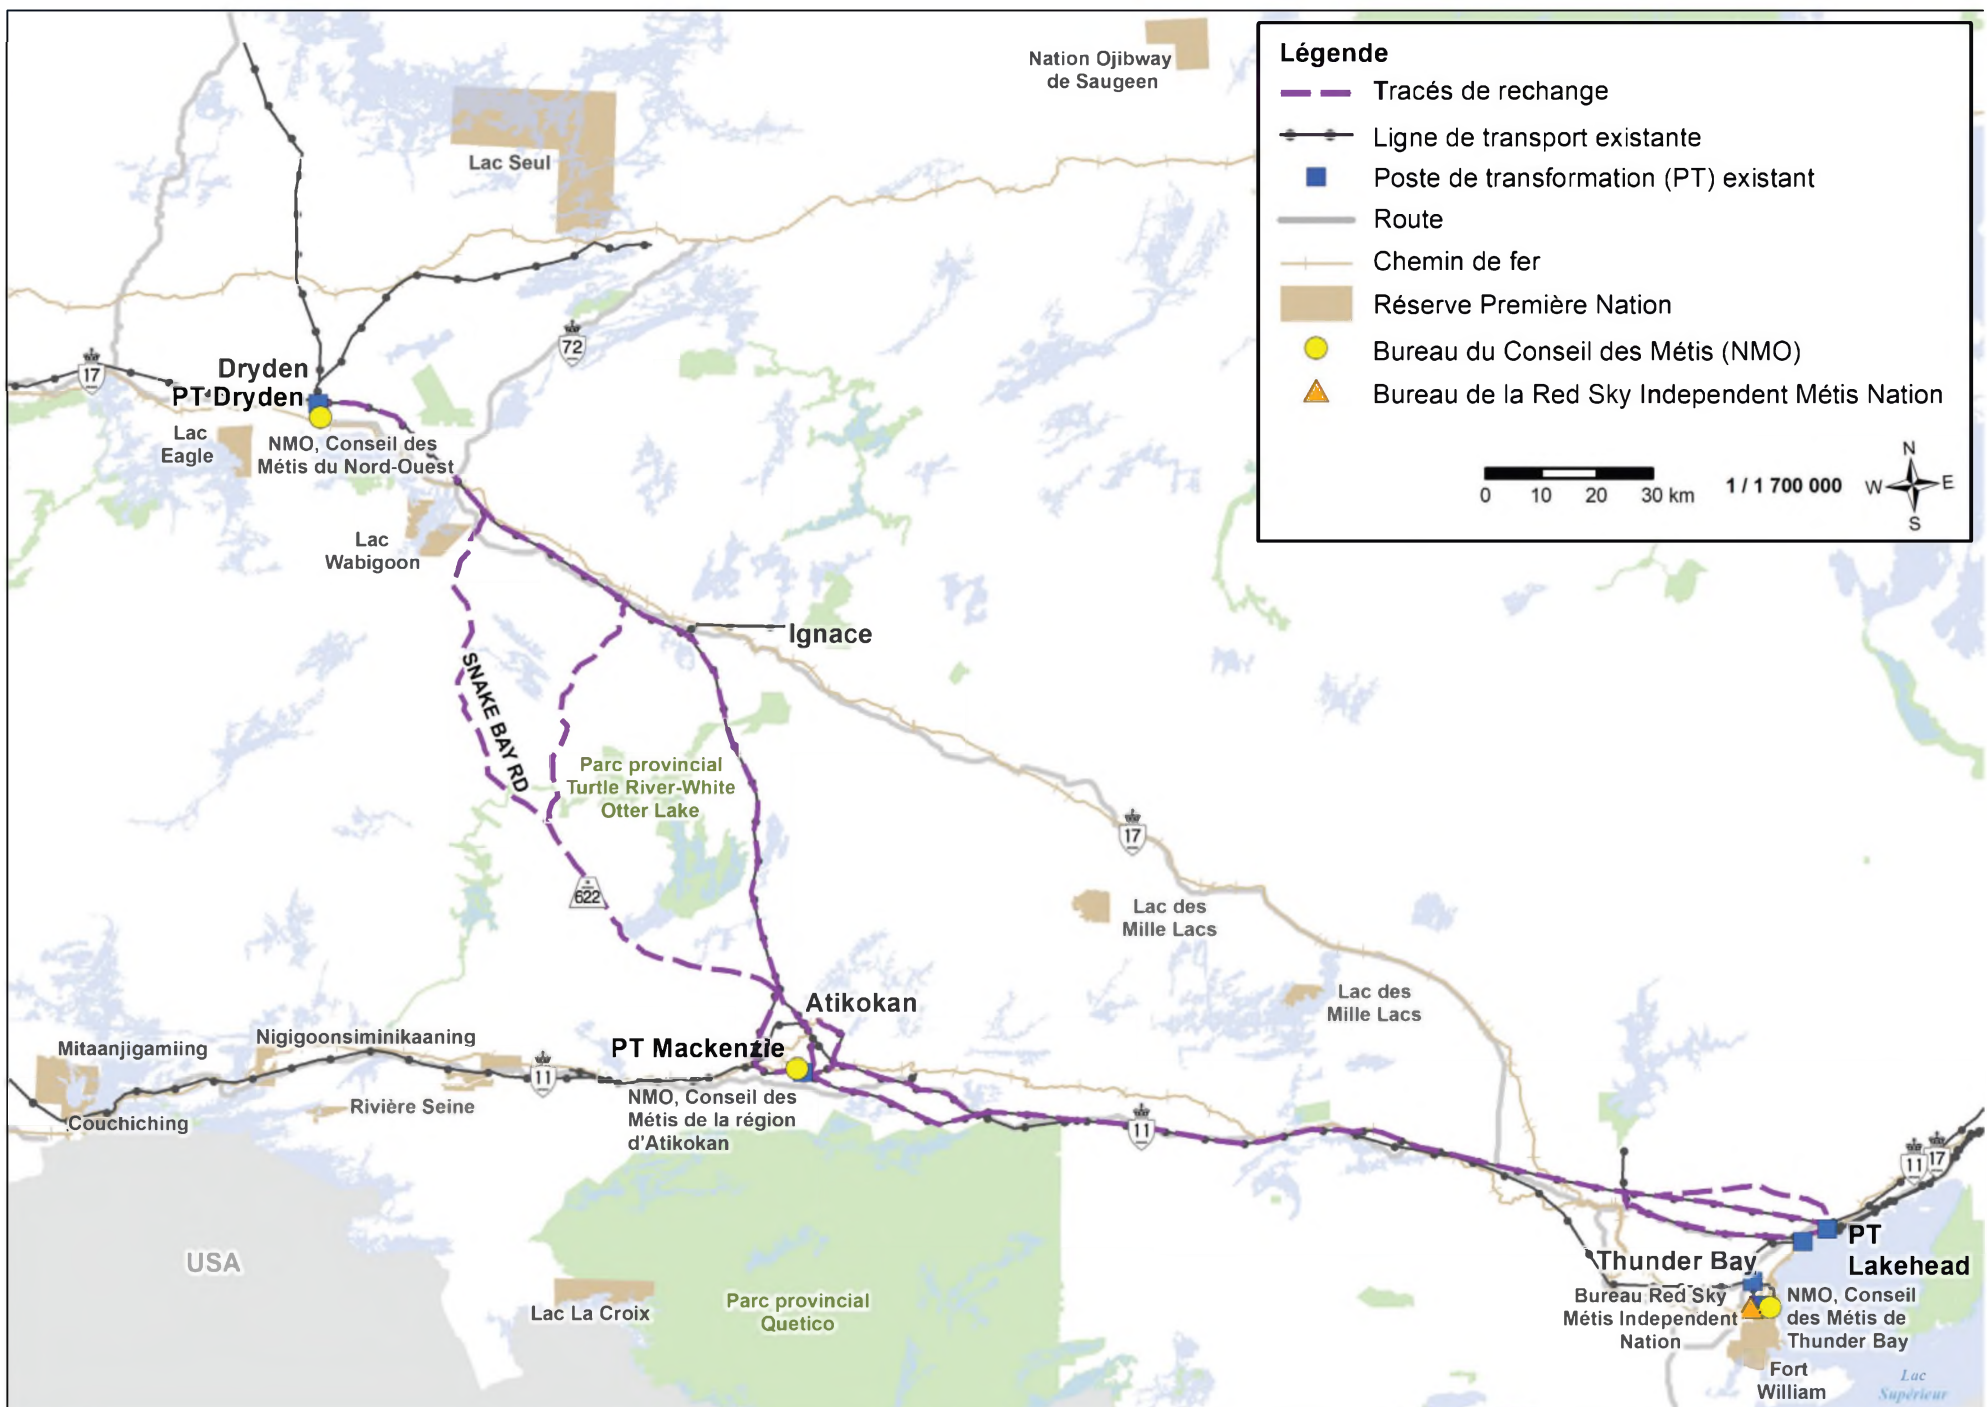 Légende
Tracés de rechange
Ligne de transport existante
Poste de transformation (PT) existant
Route
Chemin de fer
Réserve Première Nation
Bureau du Conseil des Métis (NMO)
Bureau de la Red Sky Independent Métis Nation
0 10 20 30 km
1 / 1 700 000
N
W
E
S
Nation Ojibway
de Saugeen
Lac Seul
72
17
Dryden
PT Dryden
Lac
Eagle
NMO, Conseil des
Métis du Nord-Ouest
Lac
Wabigoon
Ignace
SNAKE BAY RD
Parc provincial
Turtle River-White
Otter Lake
17
622
Lac des
Mille Lacs
Lac des
Mille Lacs
Atikokan
PT Mackenzie
NMO, Conseil des
Métis de la région
d'Atikokan
Mitaanjigamiing
Nigigoonsiminikaaning
11
Rivière Seine
Couchiching
11
11
17
USA
Lac La Croix
Parc provincial
Quetico
PT
Lakehead
Thunder Bay
Bureau Red Sky
Métis Independent
Nation
NMO, Conseil
des Métis de
Thunder Bay
Fort
William
Lac
Supérieur